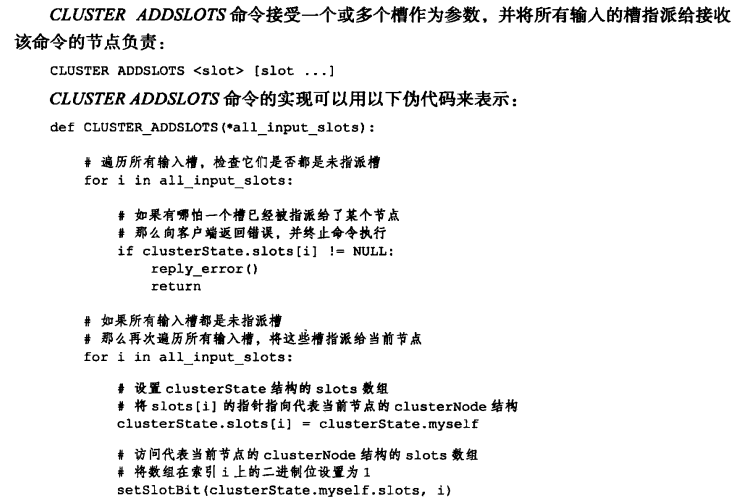 CLUSTER ADDSLOTS 命令接受一个或多个槽作为参数，并将所有输入的槽指派给接收
该命令的节点负责：
CLUSTER ADDSLOTS <slot> [slot ...]
CLUSTER ADDSLOTS 命令的实现可以用以下伪代码来表示：
def CLUSTER_ADDSLOTS(*all_input_slots):
# 遍历所有输入槽，检查它们是否都是未指派槽
for i in all_input_slots:
# 如果有哪怕一个槽已经被指派给了某个节点
# 那么向客户端返回错误，并终止命令执行
if clusterState.slots[i] != NULL:
reply_error()
return
# 如果所有输入槽都是未指派槽
# 那么再次遍历所有输入槽，将这些槽指派给当前节点
for i in all_input_slots:
# 设置 clusterState 结构的 slots 数组
# 将 slots[i] 的指针指向代表当前节点的 clusterNode 结构
clusterState.slots[i] = clusterState.myself
# 访问代表当前节点的 clusterNode 结构的 slots 数组
# 将数组在索引 i 上的二进制位设置为 1
setSlotBit(clusterState.myself.slots, i)